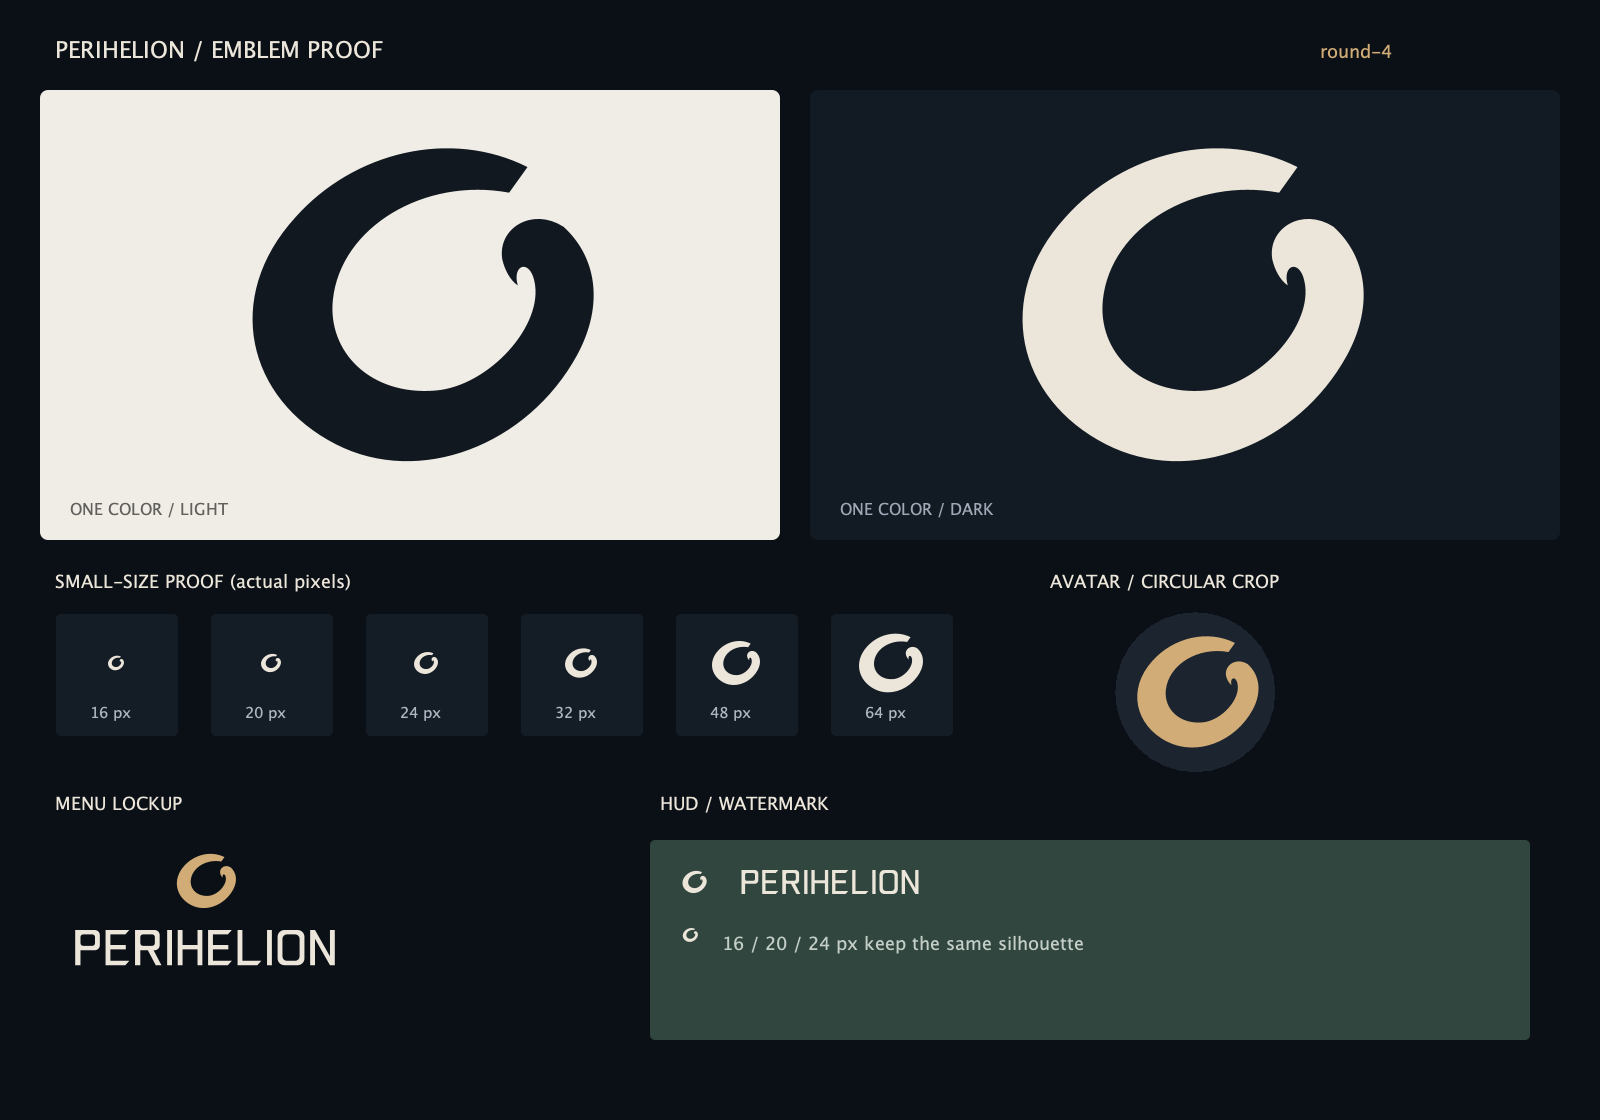 PERIHELION / EMBLEM PROOF
round-4
ONE COLOR / LIGHT
ONE COLOR / DARK
SMALL-SIZE PROOF (actual pixels)
AVATAR / CIRCULAR CROP
16 px
20 px
24 px
32 px
48 px
64 px
MENU LOCKUP
PERIHELION
HUD / WATERMARK
PERIHELION
16 / 20 / 24 px keep the same silhouette